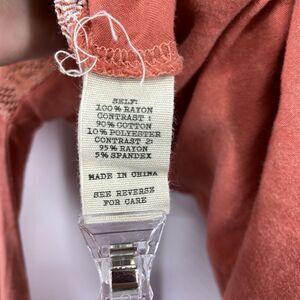 SELF:
100% RAYON
CONTRAST 1:
90% COTTON
10% POLYESTER
CONTRAST 2:
95% RAYON
5% SPANDEX
MADE IN CHINA
SEE REVERSE
FOR CARE